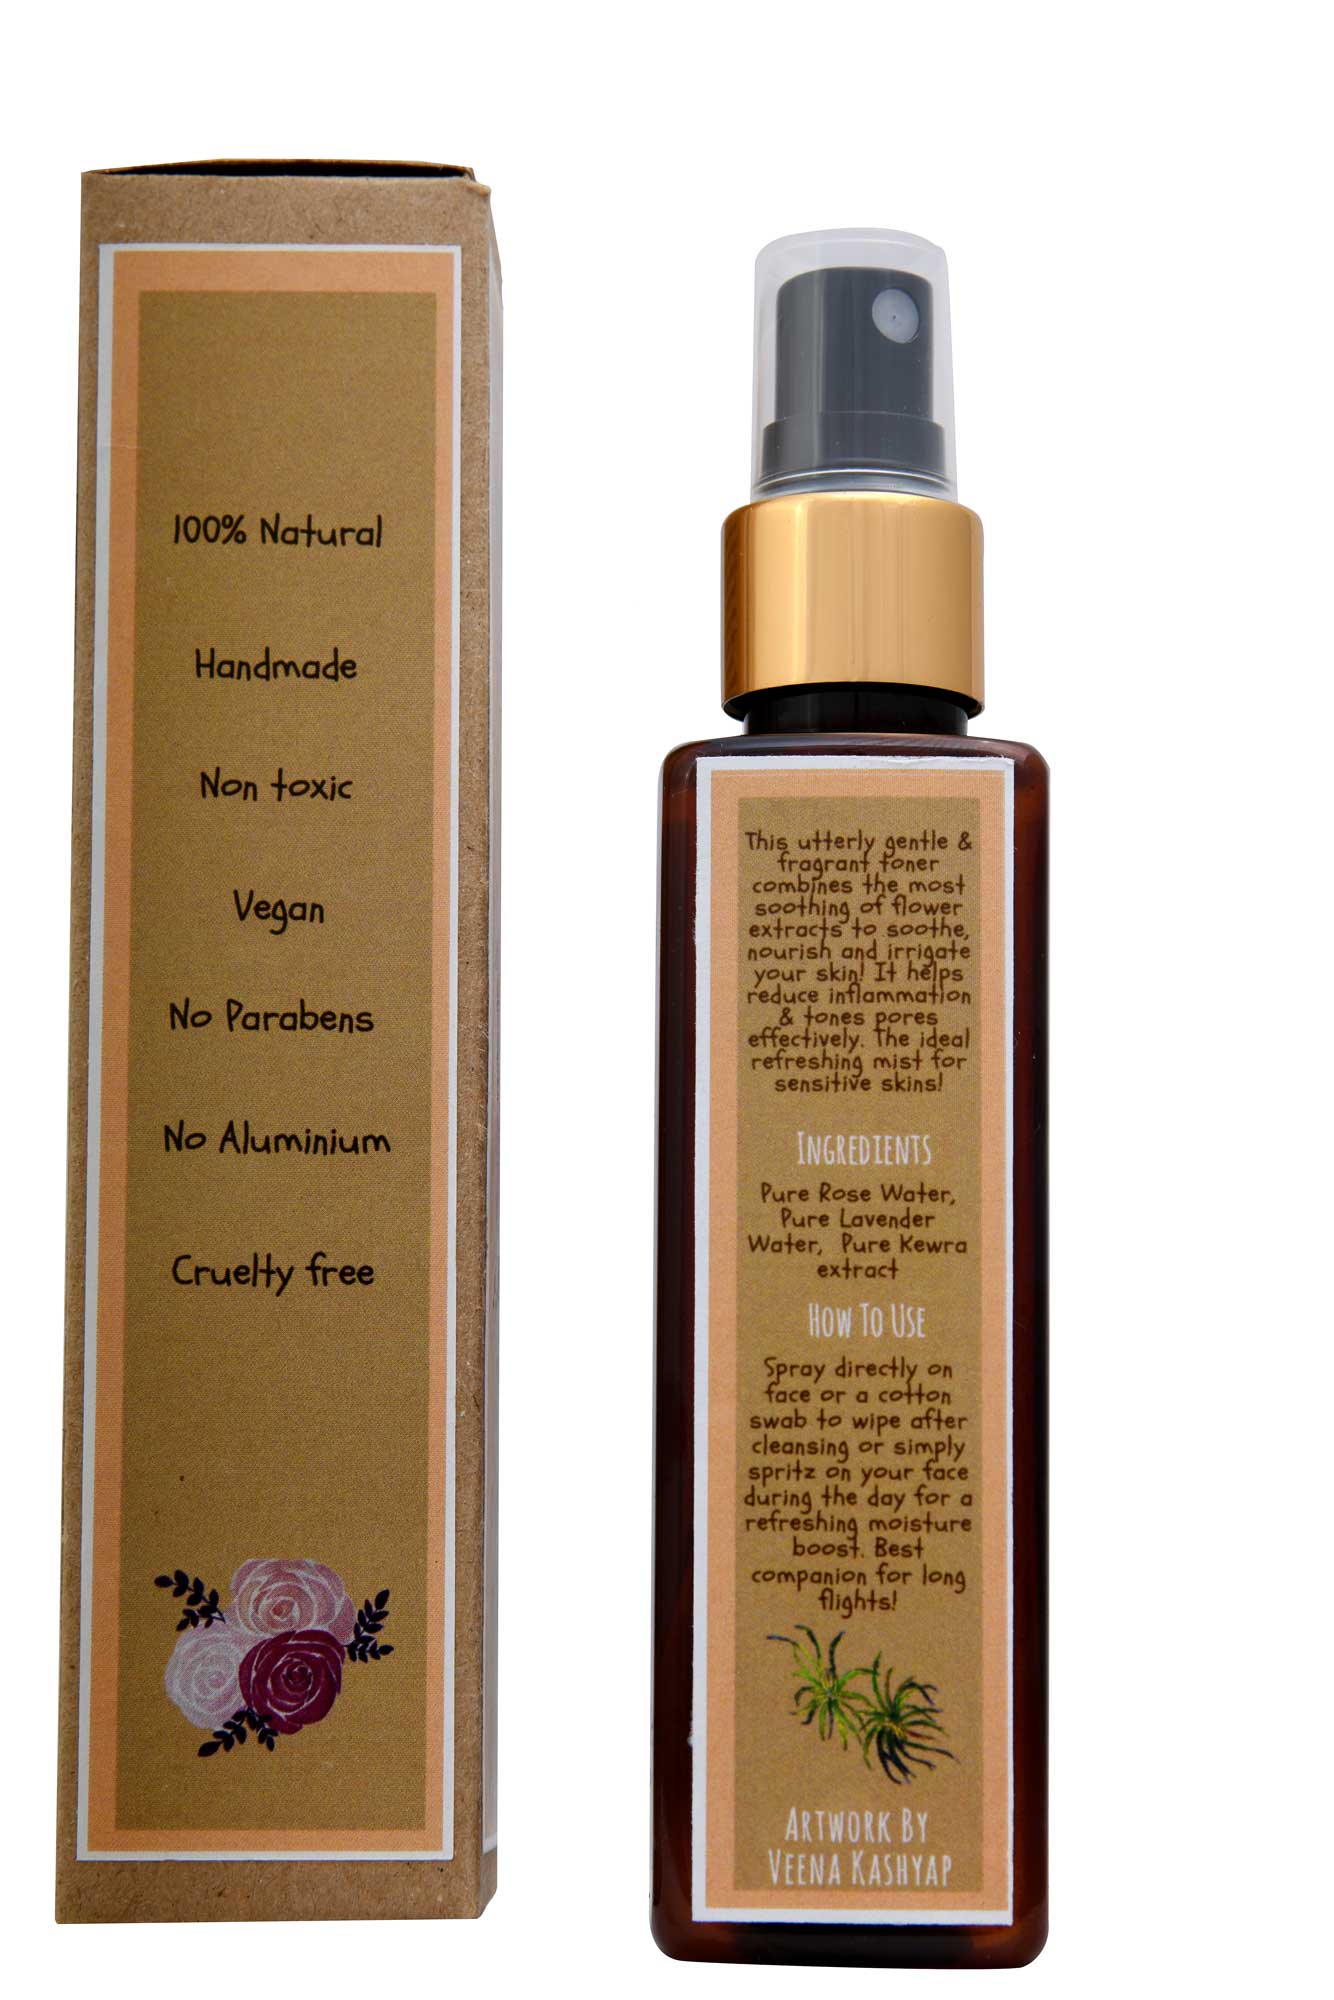 100% Natural
Handmade
Non toxic
Vegan
No Parabens
No Aluminium
Cruelty free
This utterly gentle &
fragrant toner
combines the most
soothing of flower
extracts to soothe,
nourish and irrigate
your skin! It helps
reduce inflammation
& tones pores
effectively. The ideal
refreshing mist for
sensitive skins!
INGREDIENTS
Pure Rose Water,
Pure Lavender
Water, Pure Kewra
extract
HOW TO USE
Spray directly on
face or a cotton
swab to wipe after
cleansing or simply
spritz on your face
during the day for a
refreshing moisture
boost. Best
companion for long
flights!
ARTWORK BY
VEENA KASHYAP